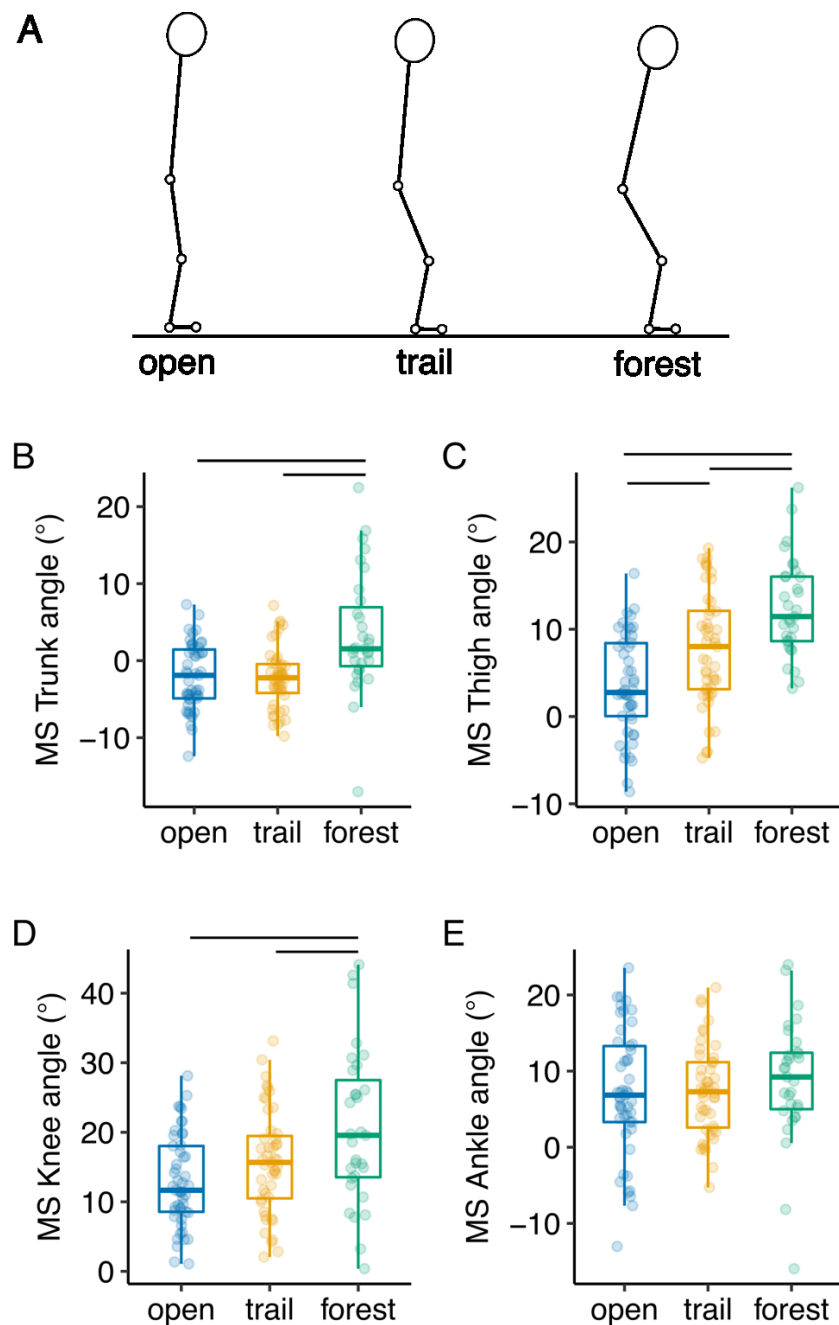 A
open trail forest
B
MS Trunk angle (°)
20
10
0
−10
open trail forest
C
MS Thigh angle (°)
20
10
0
−10
open trail forest
D
MS Knee angle (°)
40
30
20
10
0
open trail forest
E
MS Ankle angle (°)
20
10
0
−10
open trail forest